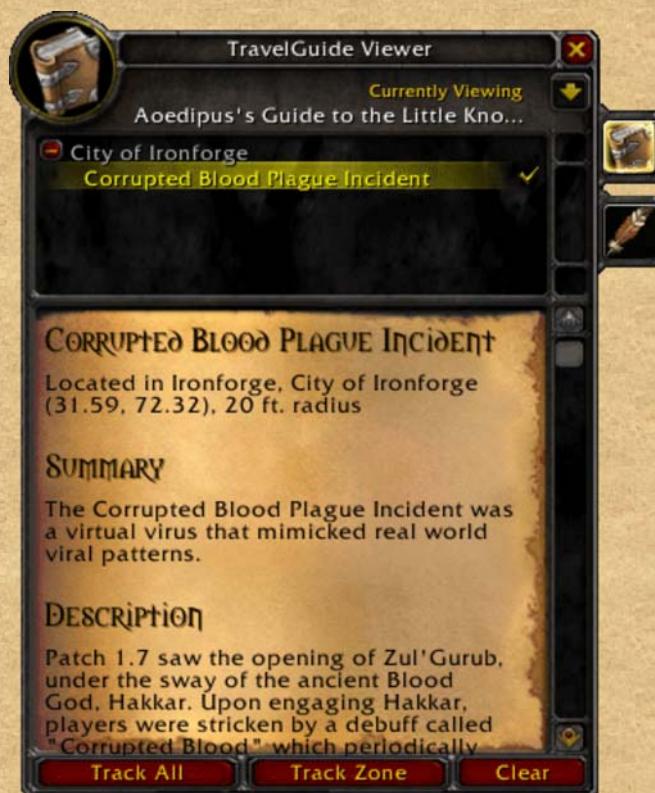 TravelGuide Viewer
Currently Viewing
Aoedipus's Guide to the Little Kno...
City of Ironforge
Corrupted Blood Plague Incident
Corrupted Blood Plague Incident
Located in Ironforge, City of Ironforge
(31.59, 72.32), 20 ft. radius
Summary
The Corrupted Blood Plague Incident was
a virtual virus that mimicked real world
viral patterns.
Description
Patch 1.7 saw the opening of Zul'Gurub,
under the sway of the ancient Blood
God, Hakkar. Upon engaging Hakkar,
players were stricken by a debuff called
"Corrupted Blood" which periodically
Track All
Track Zone
Clear